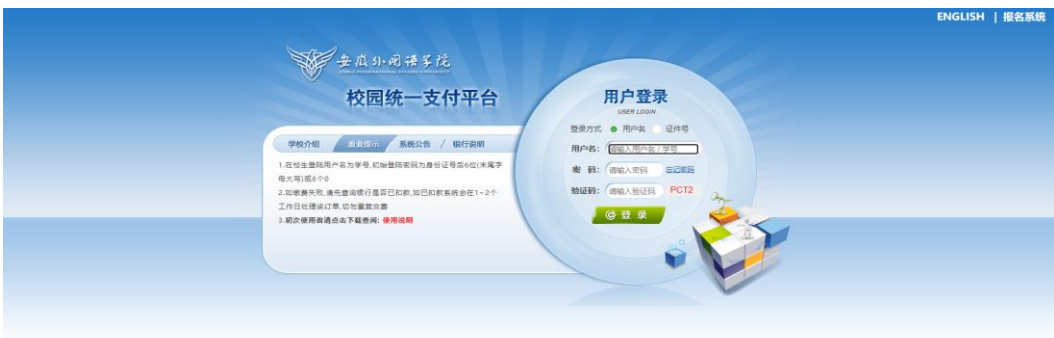 ENGLISH | 报名系统
安徽外国语学院
校园统一支付平台
学校介绍 重要提示 系统公告 / 银行说明
1.在校生登陆用户名为学号,初始登陆密码为身份证号后6位(末尾字
母大写)或6个0
2.如缴费失败,请先查询银行是否已扣款,如已扣款系统会在1~2个
工作日处理该订单,切勿重复交费
3.初次使用者请点击下载查阅: 使用说明
用户登录
USER LOGIN
登录方式 用户名 证件号
用户名: 请输入用户名 / 学号
密 码: 请输入密码 忘记密码
验证码: 请输入验证码 PCT2
登 录